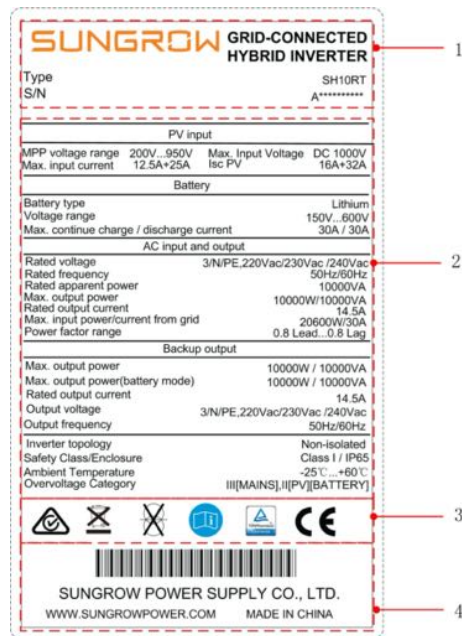 SUNGROW GRID-CONNECTED
HYBRID INVERTER
1
Type SH10RT
S/N A**********
PV input
MPP voltage range 200V...950V Max. Input Voltage DC 1000V
Max. input current 12.5A+25A Isc PV 16A+32A
Battery
Battery type Lithium
Voltage range 150V...600V
Max. continue charge / discharge current 30A / 30A
AC input and output
Rated voltage 3/N/PE,220Vac/230Vac /240Vac
2
Rated frequency 50Hz/60Hz
Rated apparent power 10000VA
Max. output power 10000W/10000VA
Rated output current 14.5A
Max. input power/current from grid 20600W/30A
Power factor range 0.8 Lead...0.8 Lag
Backup output
Max. output power 10000W / 10000VA
Max. output power(battery mode) 10000W / 10000VA
Rated output current 14.5A
Output voltage 3/N/PE,220Vac/230Vac /240Vac
Output frequency 50Hz/60Hz
Inverter topology Non-isolated
Safety Class/Enclosure Class I / IP65
Ambient Temperature -25℃...+60℃
Overvoltage Category III[MAINS],II[PV][BATTERY]
CE
3
SUNGROW POWER SUPPLY CO., LTD.
WWW.SUNGROWPOWER.COM MADE IN CHINA
4